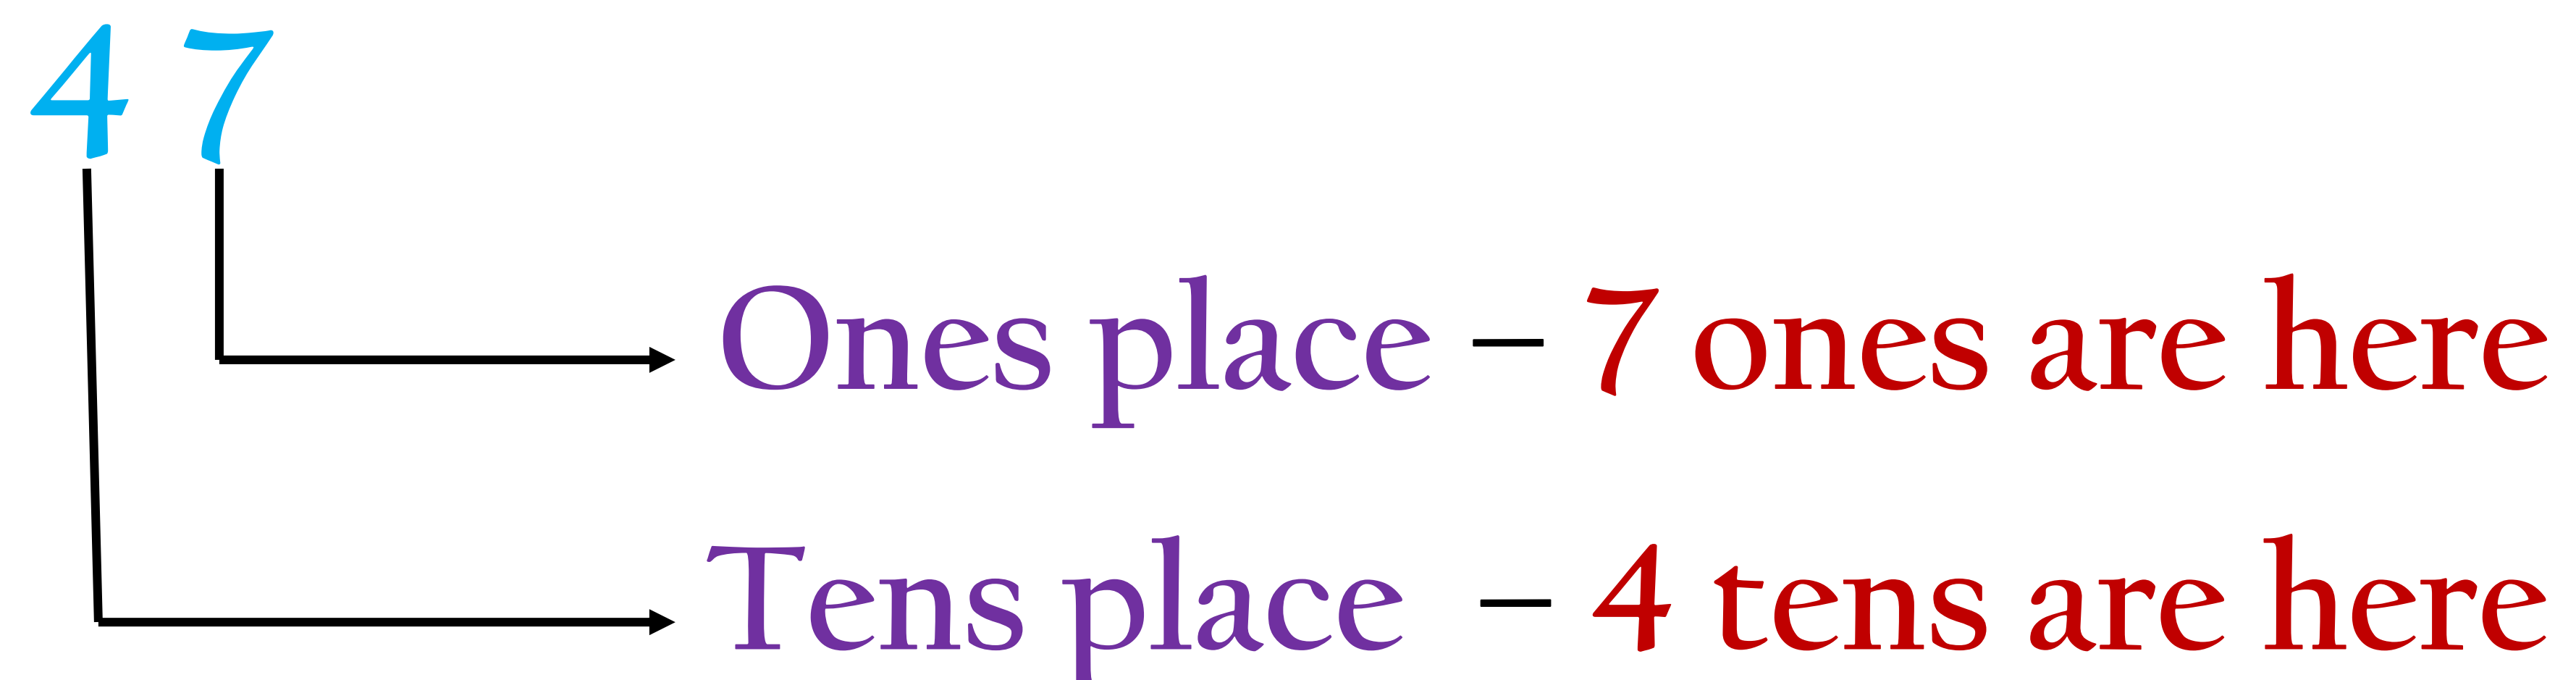 4 7
Ones place – 7 ones are here
Tens place – 4 tens are here